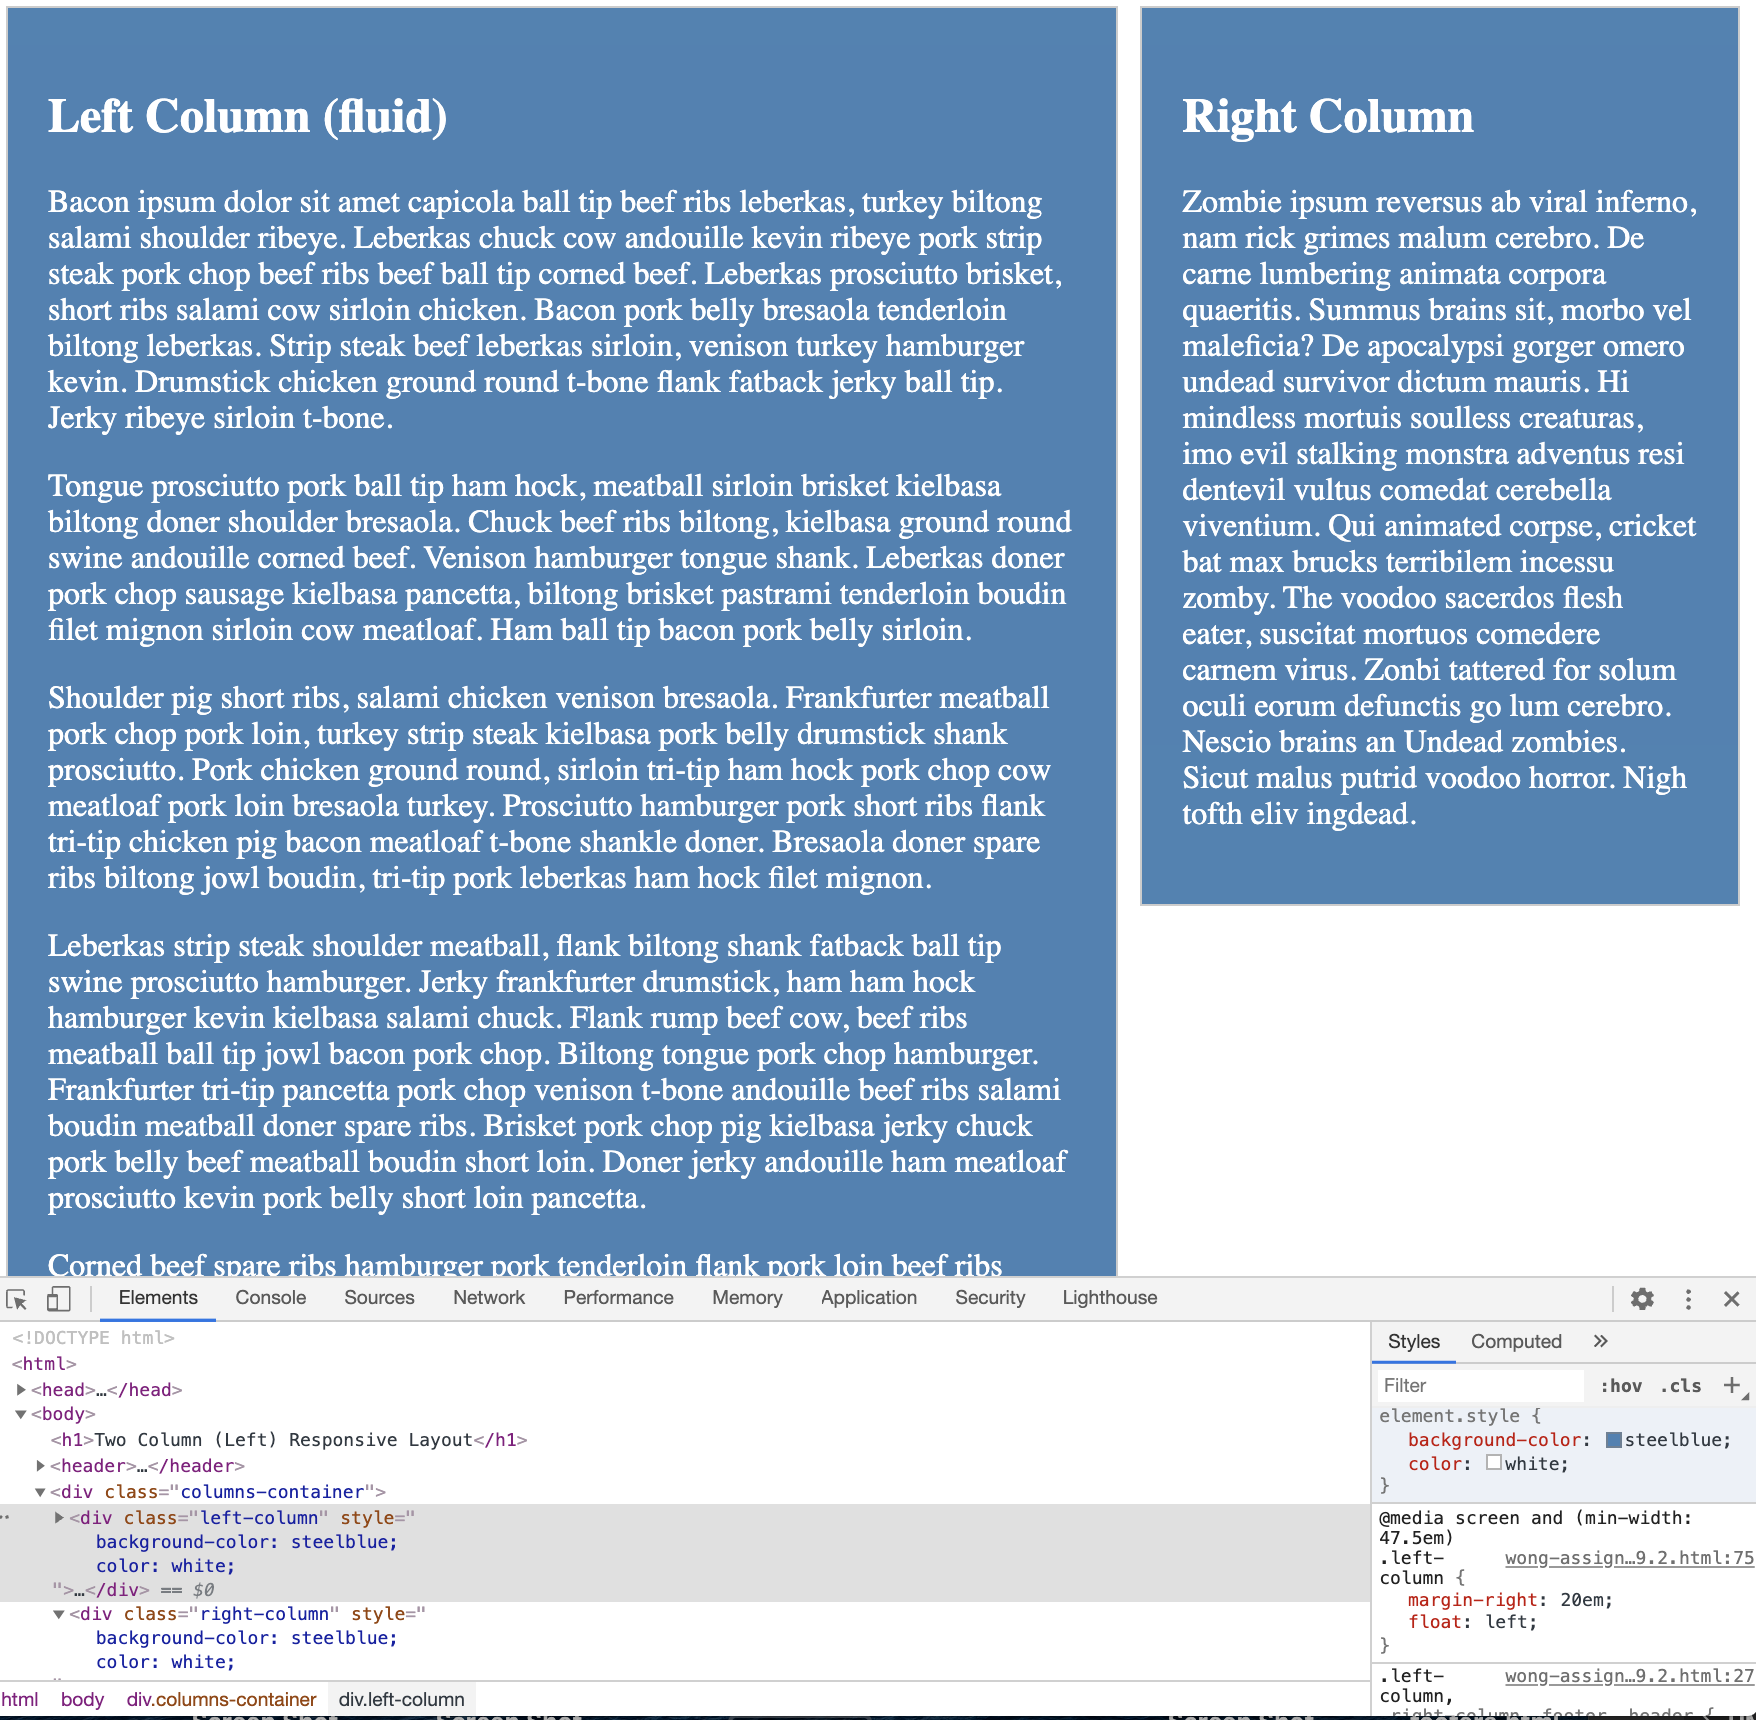 Left Column (fluid)
Bacon ipsum dolor sit amet capicola ball tip beef ribs leberkas, turkey biltong
salami shoulder ribeye. Leberkas chuck cow andouille kevin ribeye pork strip
steak pork chop beef ribs beef ball tip corned beef. Leberkas prosciutto brisket,
short ribs salami cow sirloin chicken. Bacon pork belly bresaola tenderloin
biltong leberkas. Strip steak beef leberkas sirloin, venison turkey hamburger
kevin. Drumstick chicken ground round t-bone flank fatback jerky ball tip.
Jerky ribeye sirloin t-bone.
Tongue prosciutto pork ball tip ham hock, meatball sirloin brisket kielbasa
biltong doner shoulder bresaola. Chuck beef ribs biltong, kielbasa ground round
swine andouille corned beef. Venison hamburger tongue shank. Leberkas doner
pork chop sausage kielbasa pancetta, biltong brisket pastrami tenderloin boudin
filet mignon sirloin cow meatloaf. Ham ball tip bacon pork belly sirloin.
Shoulder pig short ribs, salami chicken venison bresaola. Frankfurter meatball
pork chop pork loin, turkey strip steak kielbasa pork belly drumstick shank
prosciutto. Pork chicken ground round, sirloin tri-tip ham hock pork chop cow
meatloaf pork loin bresaola turkey. Prosciutto hamburger pork short ribs flank
tri-tip chicken pig bacon meatloaf t-bone shankle doner. Bresaola doner spare
ribs biltong jowl boudin, tri-tip pork leberkas ham hock filet mignon.
Leberkas strip steak shoulder meatball, flank biltong shank fatback ball tip
swine prosciutto hamburger. Jerky frankfurter drumstick, ham ham hock
hamburger kevin kielbasa salami chuck. Flank rump beef cow, beef ribs
meatball ball tip jowl bacon pork chop. Biltong tongue pork chop hamburger.
Frankfurter tri-tip pancetta pork chop venison t-bone andouille beef ribs salami
boudin meatball doner spare ribs. Brisket pork chop pig kielbasa jerky chuck
pork belly beef meatball boudin short loin. Doner jerky andouille ham meatloaf
prosciutto kevin pork belly short loin pancetta.
Corned beef spare ribs hamburger pork tenderloin flank pork loin beef ribs
Right Column
Zombie ipsum reversus ab viral inferno,
nam rick grimes malum cerebro. De
carne lumbering animata corpora
quaeritis. Summus brains sit, morbo vel
maleficia? De apocalypsi gorger omero
undead survivor dictum mauris. Hi
mindless mortuis soulless creaturas,
imo evil stalking monstra adventus resi
dentevil vultus comedat cerebella
viventium. Qui animated corpse, cricket
bat max brucks terribilem incessu
zomby. The voodoo sacerdos flesh
eater, suscitat mortuos comedere
carnem virus. Zonbi tattered for solum
oculi eorum defunctis go lum cerebro.
Nescio brains an Undead zombies.
Sicut malus putrid voodoo horror. Nigh
tofth eliv ingdead.
Elements Console Sources Network Performance Memory Application Security Lighthouse
<!DOCTYPE html>
<html>
<head>…</head>
<body>
<h1>Two Column (Left) Responsive Layout</h1>
<header>…</header>
<div class="columns-container">
<div class="left-column" style="
background-color: steelblue;
color: white;
">…</div> == $0
<div class="right-column" style="
background-color: steelblue;
color: white;
html body div.columns-container div.left-column
Styles Computed »
Filter :hov .cls +
element.style {
background-color: steelblue;
color: white;
}
@media screen and (min-width:
47.5em)
.left- wong-assign…9.2.html:75
column {
margin-right: 20em;
float: left;
}
.left- wong-assign…9.2.html:27
column,
.right-column, footer, header {